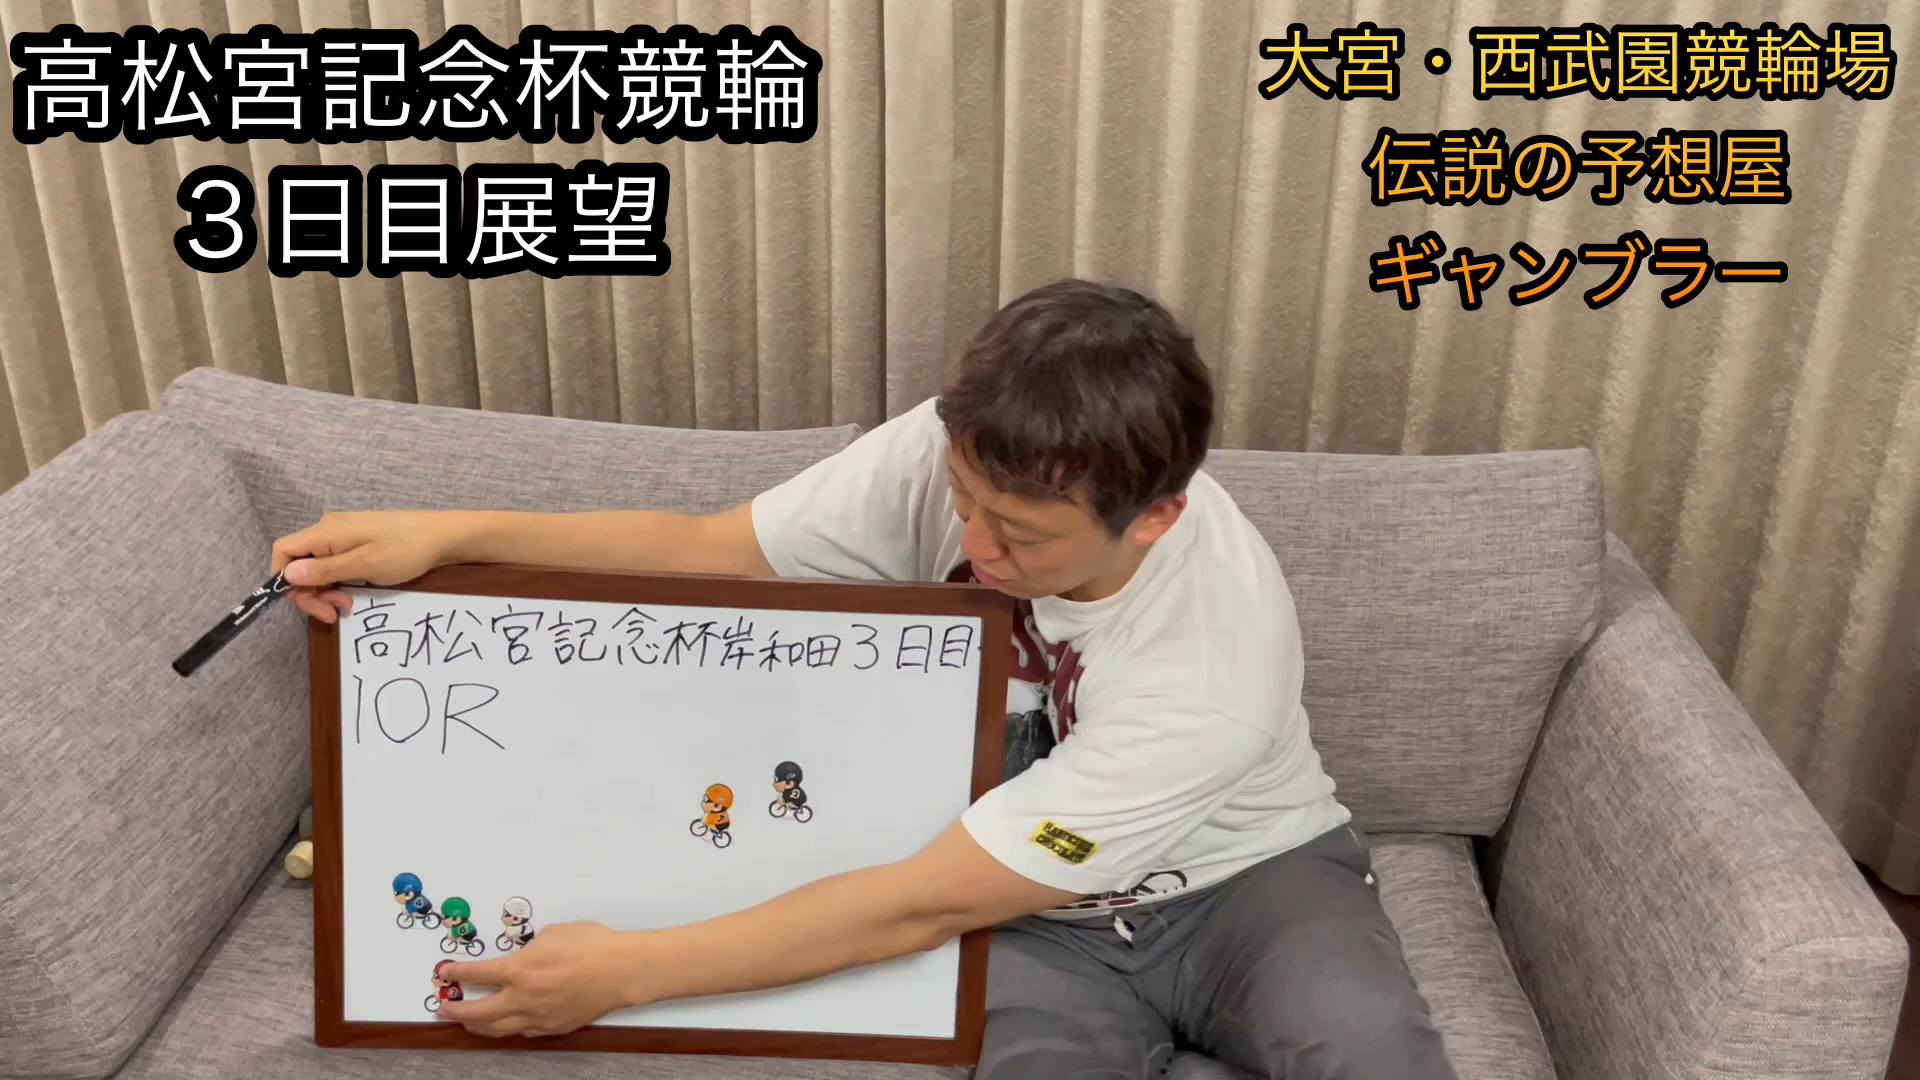 高松宮記念杯競輪
３日目展望
大宮・西武園競輪場
伝説の予想屋
ギャンブラー
高松宮記念杯岸和田３日目
10R